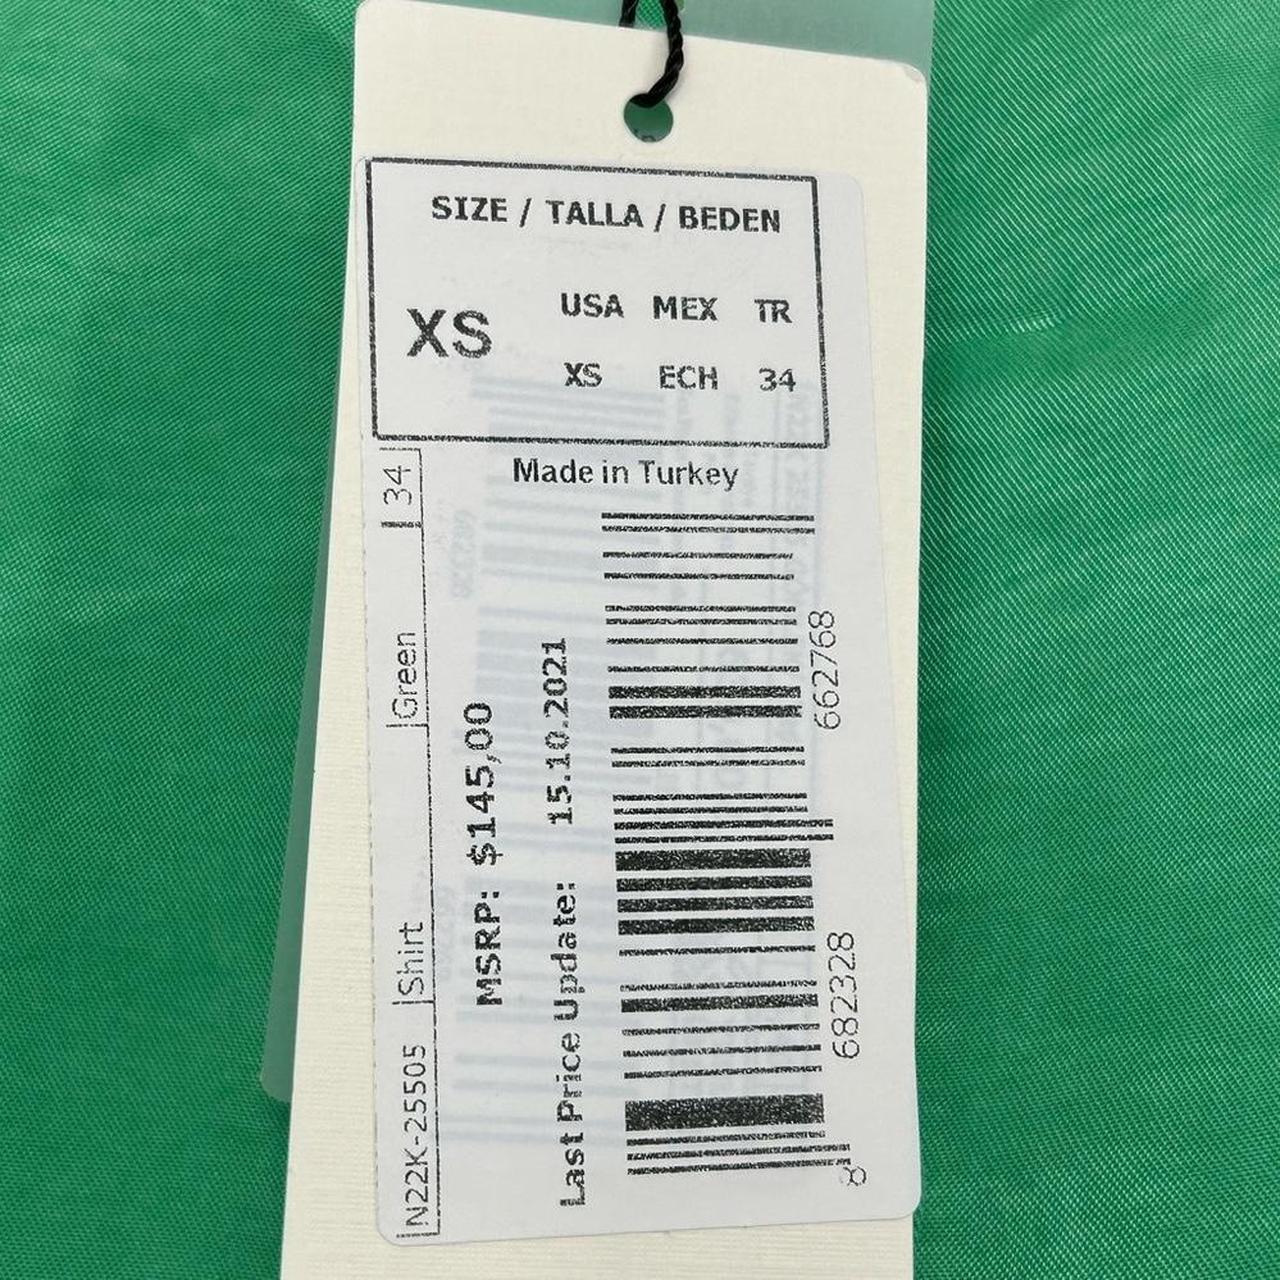 SIZE / TALLA / BEDEN
XS
USA MEX TR
XS ECH 34
Made in Turkey
N22K-25505 Shirt Green 34
MSRP: $145,00
Last Price Update: 15.10.2021
8 682328 662768